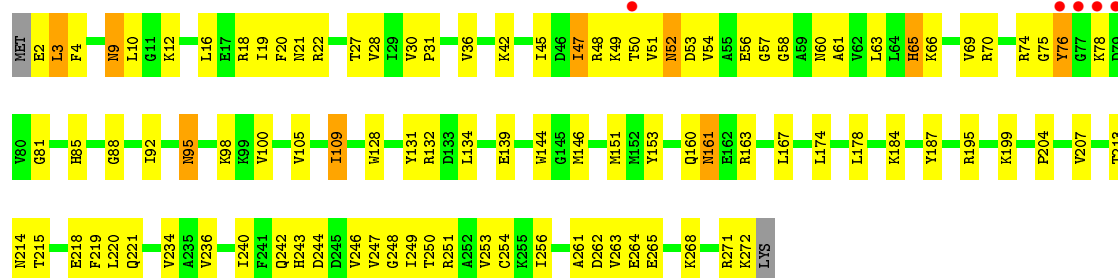 MET E2 L3 F4 N9 L10 G11 K12 L16 E17 R18 I19 F20 N21 R22 T27 V28 I29 V30 P31 V36 K42 I45 D46 I47 R48 K49 T50 V51 N52 D53 V54 A55 E56 G57 G58 A59 N60 A61 V62 L63 L64 H65 K66 V69 R70 R74 G75 Y76 G77 K78 D79
V80 G81 H85 G88 I92 N95 K98 K99 V100 V105 I109 W128 Y131 R132 D133 L134 E139 W144 G145 M146 M151 M152 Y153 Q160 N161 E162 R163 L167 L174 L178 K184 Y187 R195 K199 P204 V207 T213
N214 T215 E218 F219 L220 Q221 V234 A235 V236 I240 F241 Q242 H243 D244 D245 V246 V247 G248 I249 T250 R251 A252 V253 C254 K255 I256 A261 D262 V263 E264 E265 K268 R271 K272 LYS